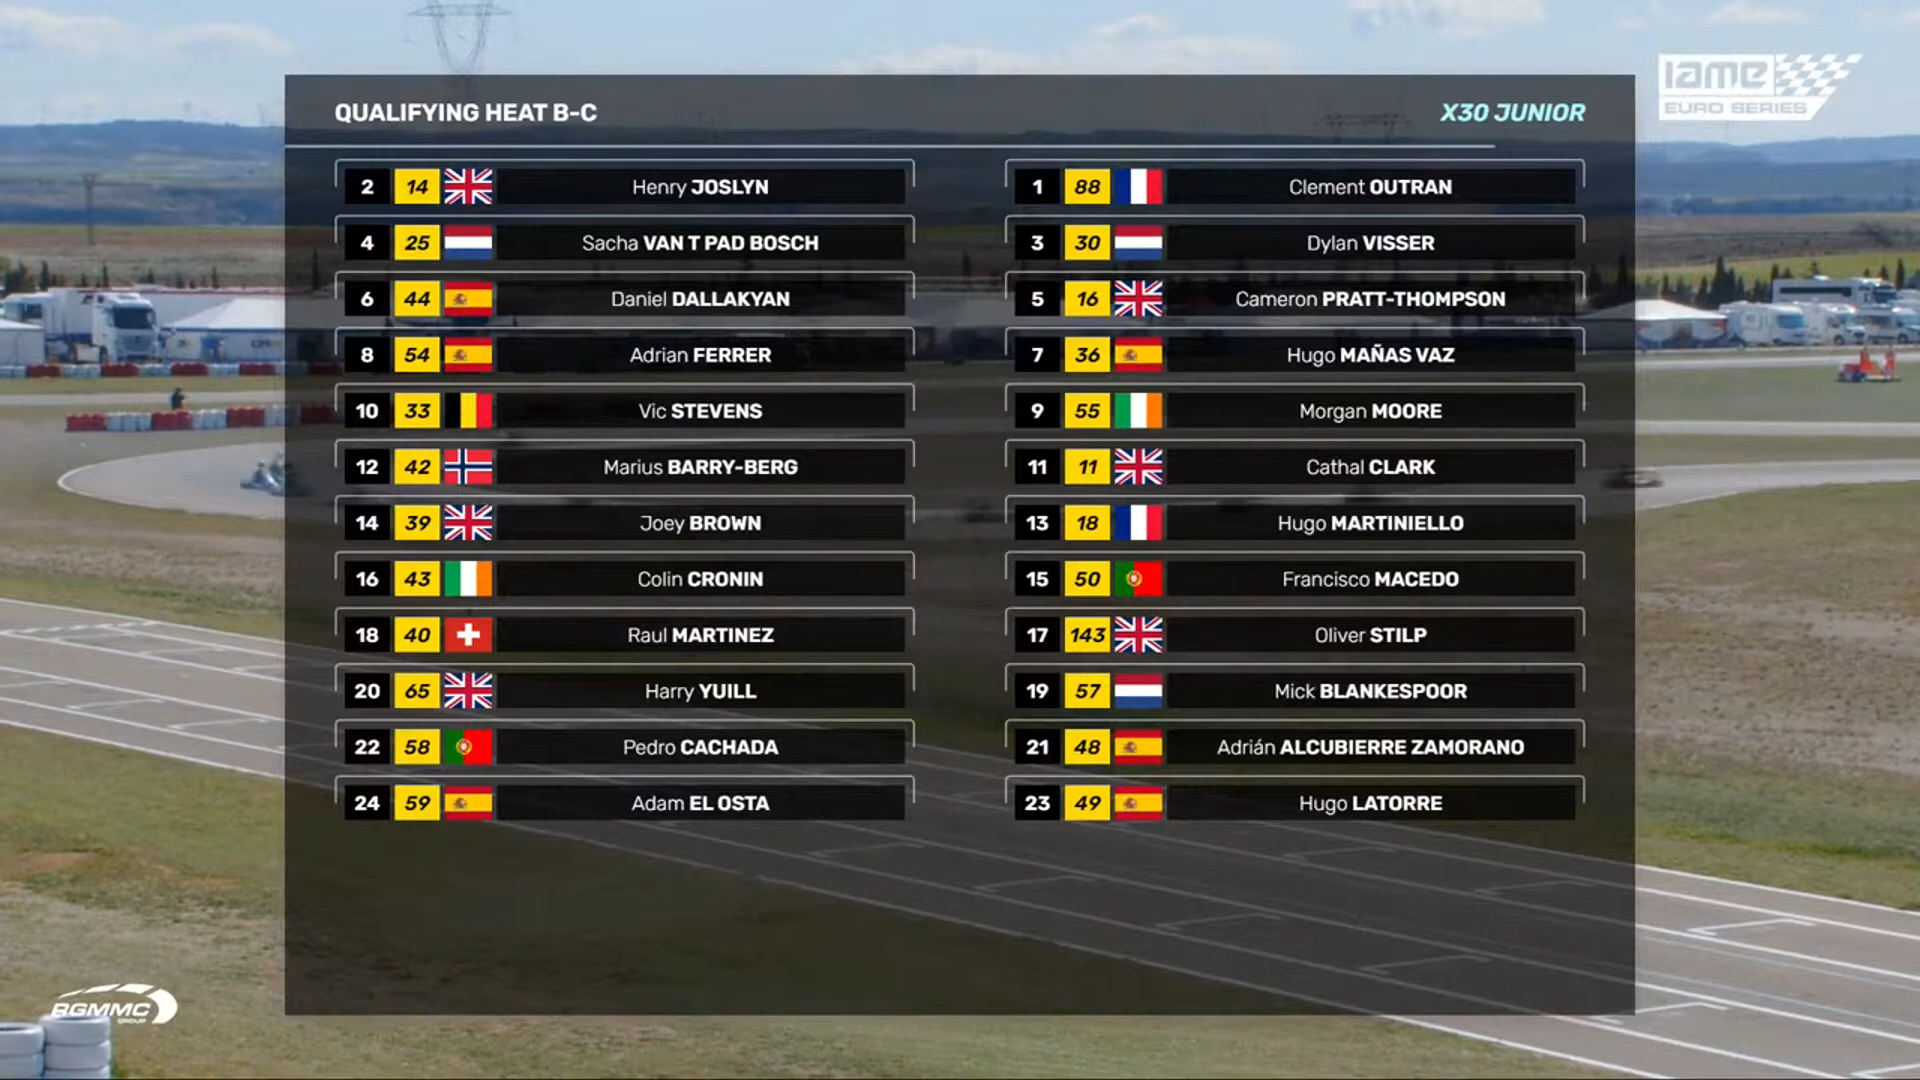 QUALIFYING HEAT B-C
X30 JUNIOR
iame
EURO SERIES
2 14 Henry JOSLYN
1 88 Clement OUTRAN
4 25 Sacha VAN T PAD BOSCH
3 30 Dylan VISSER
6 44 Daniel DALLAKYAN
5 16 Cameron PRATT-THOMPSON
8 54 Adrian FERRER
7 36 Hugo MAÑAS VAZ
10 33 Vic STEVENS
9 55 Morgan MOORE
12 42 Marius BARRY-BERG
11 11 Cathal CLARK
14 39 Joey BROWN
13 18 Hugo MARTINIELLO
16 43 Colin CRONIN
15 50 Francisco MACEDO
18 40 Raul MARTINEZ
17 143 Oliver STILP
20 65 Harry YUILL
19 57 Mick BLANKESPOOR
22 58 Pedro CACHADA
21 48 Adrián ALCUBIERRE ZAMORANO
24 59 Adam EL OSTA
23 49 Hugo LATORRE
RGMMC
GROUP